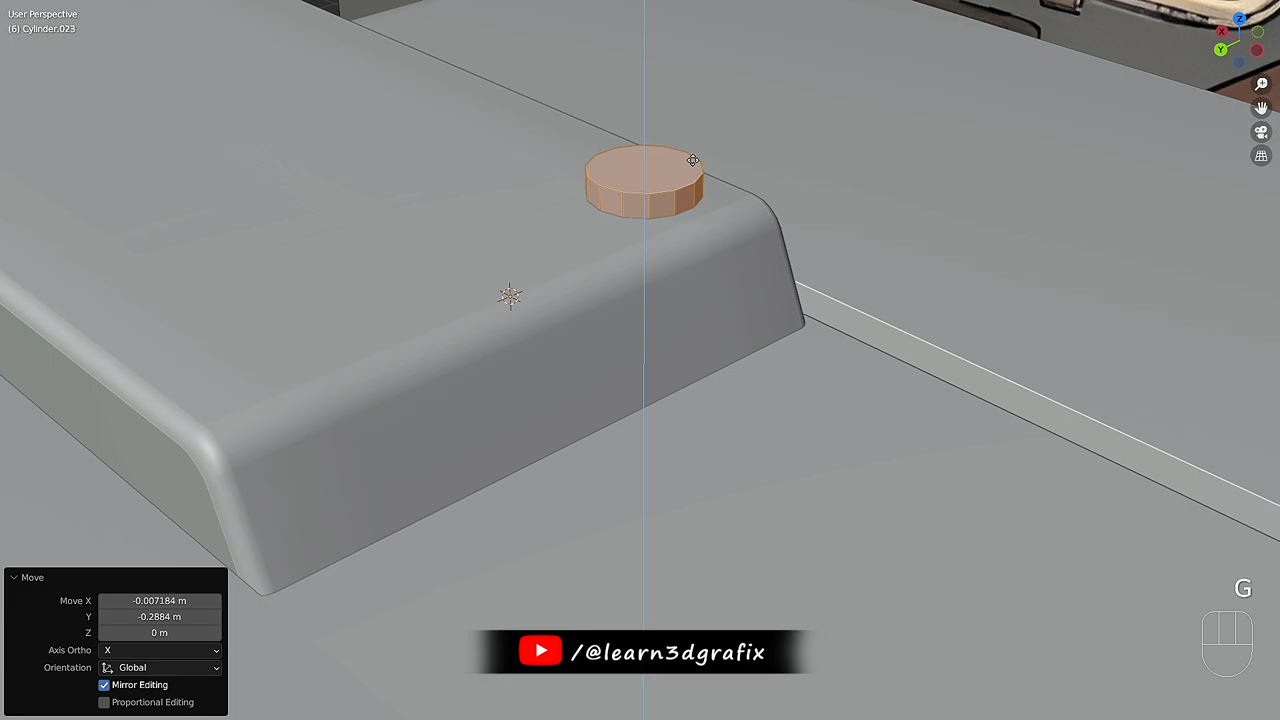 User Perspective
(6) Cylinder.023
Z
X
Y
G
Move
Move X -0.007184 m
Y -0.2884 m
Z 0 m
Axis Ortho X
Orientation Global
Mirror Editing
Proportional Editing
/@learn3dgrafix